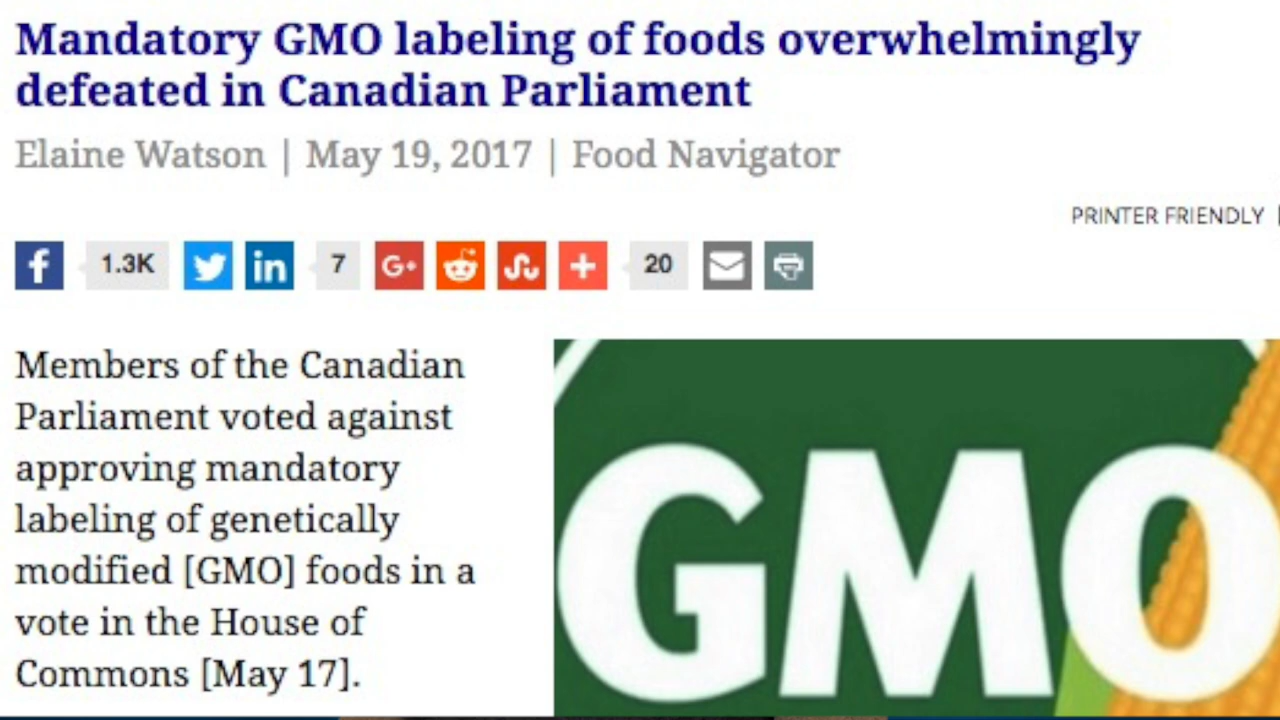 Mandatory GMO labeling of foods overwhelmingly
defeated in Canadian Parliament
Elaine Watson | May 19, 2017 | Food Navigator
PRINTER FRIENDLY
f 1.3K in 7 G+ 20
Members of the Canadian
Parliament voted against
approving mandatory
labeling of genetically
modified [GMO] foods in a
vote in the House of
Commons [May 17].
GMO